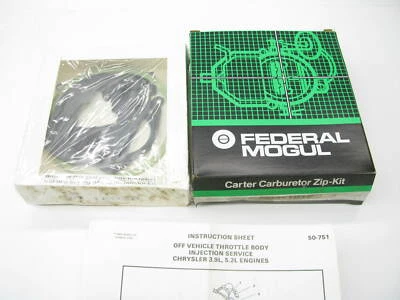 FEDERAL
MOGUL
Carter Carburetor Zip-Kit
INSTRUCTION SHEET
50-751
OFF VEHICLE THROTTLE BODY
INJECTION SERVICE
CHRYSLER 3.9L, 5.2L ENGINES